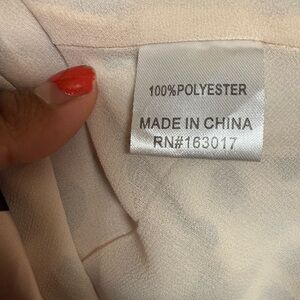 100%POLYESTER
MADE IN CHINA
RN#163017